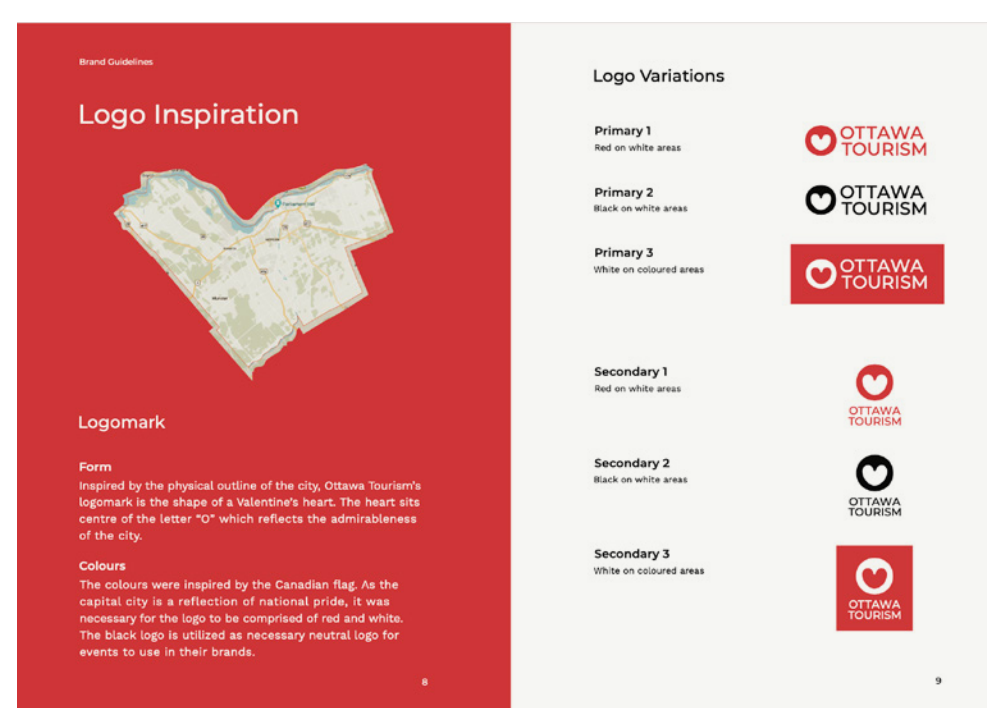 Brand Guidelines
Logo Inspiration
Logomark
Form
Inspired by the physical outline of the city, Ottawa Tourism's
logomark is the shape of a Valentine's heart. The heart sits
centre of the letter "O" which reflects the admirableness
of the city.
Colours
The colours were inspired by the Canadian flag. As the
capital city is a reflection of national pride, it was
necessary for the logo to be comprised of red and white.
The black logo is utilized as necessary neutral logo for
events to use in their brands.
8
Logo Variations
Primary 1
Red on white areas
OTTAWA
TOURISM
Primary 2
Black on white areas
OTTAWA
TOURISM
Primary 3
White on coloured areas
OTTAWA
TOURISM
Secondary 1
Red on white areas
OTTAWA
TOURISM
Secondary 2
Black on white areas
OTTAWA
TOURISM
Secondary 3
White on coloured areas
OTTAWA
TOURISM
9